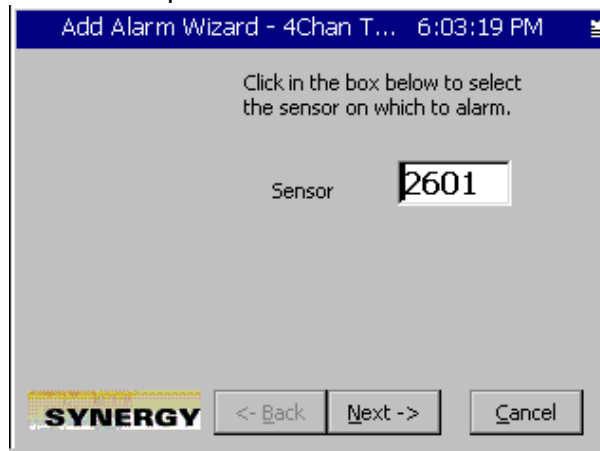 Add Alarm Wizard - 4Chan T... 6:03:19 PM
Click in the box below to select
the sensor on which to alarm.
Sensor 2601
SYNERGY <- Back Next -> Cancel